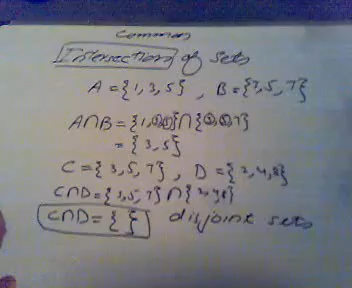 Common
Intersection of sets
A = {1, 3, 5} , B = {3, 5, 7}
A∩B = {1, 3, 5} ∩ {3, 5, 7}
= {3, 5}
C = {3, 5, 7} , D = {2, 4, 8}
C∩D = {3, 5, 7} ∩ {2, 4, 8}
C∩D = { } disjoint sets